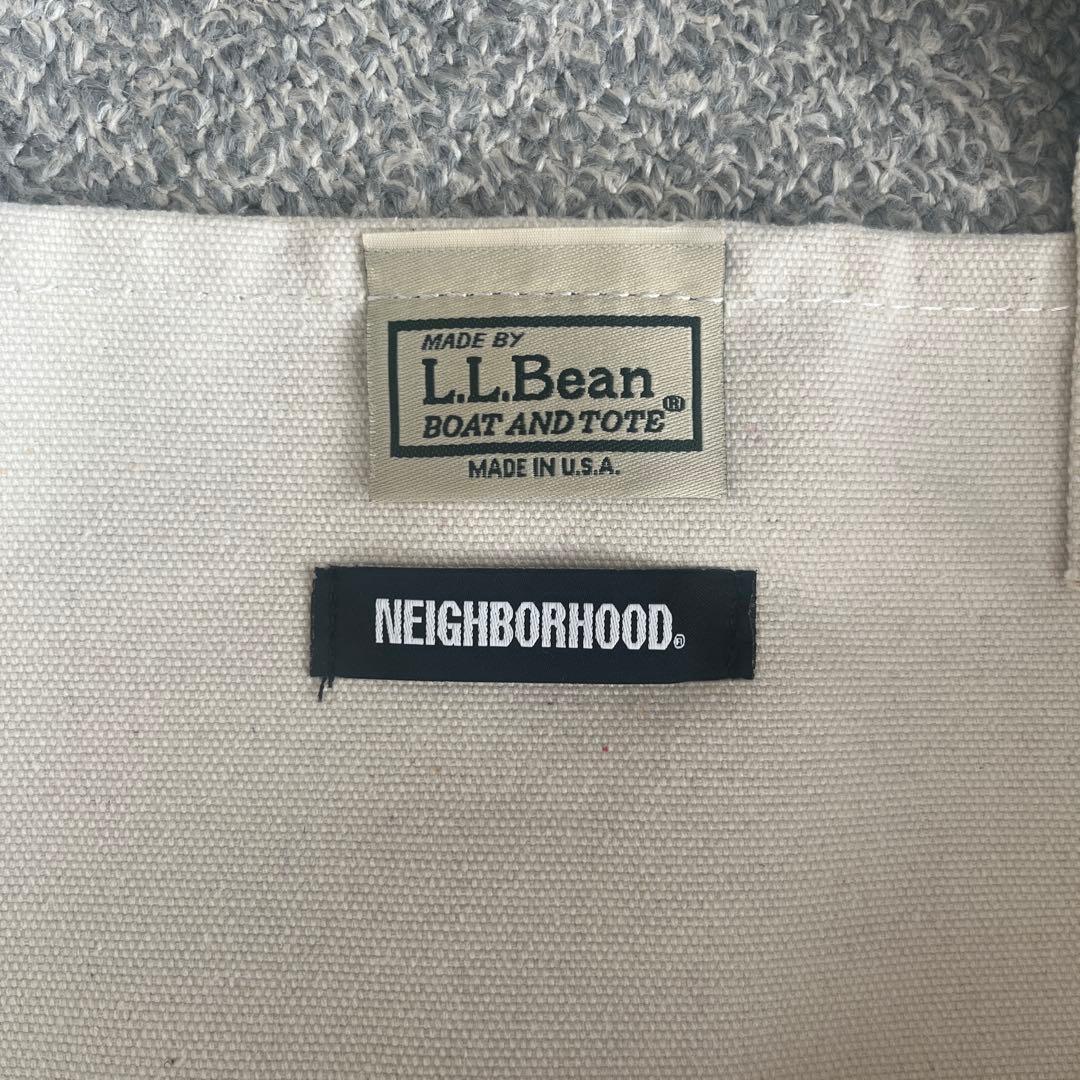 MADE BY
L.L.Bean
BOAT AND TOTE®
MADE IN U.S.A.
NEIGHBORHOOD®